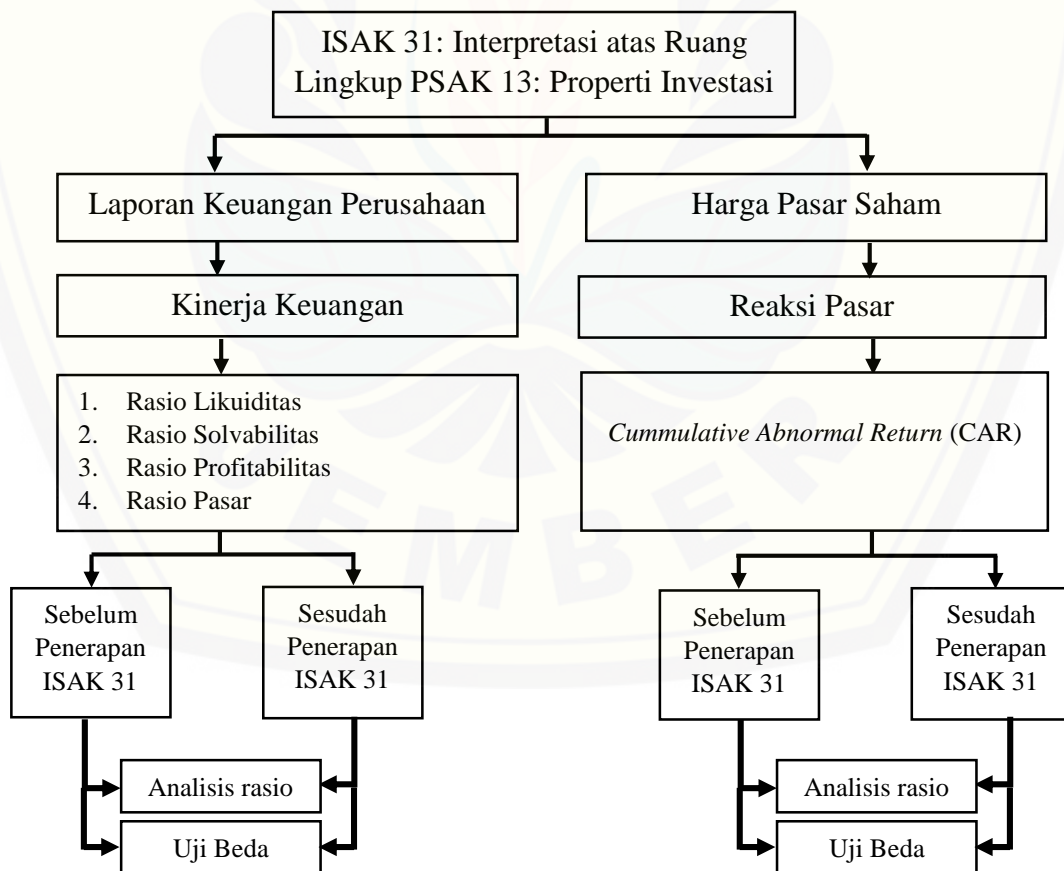 ISAK 31: Interpretasi atas Ruang
Lingkup PSAK 13: Properti Investasi
Laporan Keuangan Perusahaan
Harga Pasar Saham
Kinerja Keuangan
Reaksi Pasar
1. Rasio Likuiditas
2. Rasio Solvabilitas
3. Rasio Profitabilitas
4. Rasio Pasar
Cummulative Abnormal Return (CAR)
EMBER
Sebelum
Penerapan
ISAK 31
Sesudah
Penerapan
ISAK 31
Sebelum
Penerapan
ISAK 31
Sesudah
Penerapan
ISAK 31
Analisis rasio
Analisis rasio
Uji Beda
Uji Beda